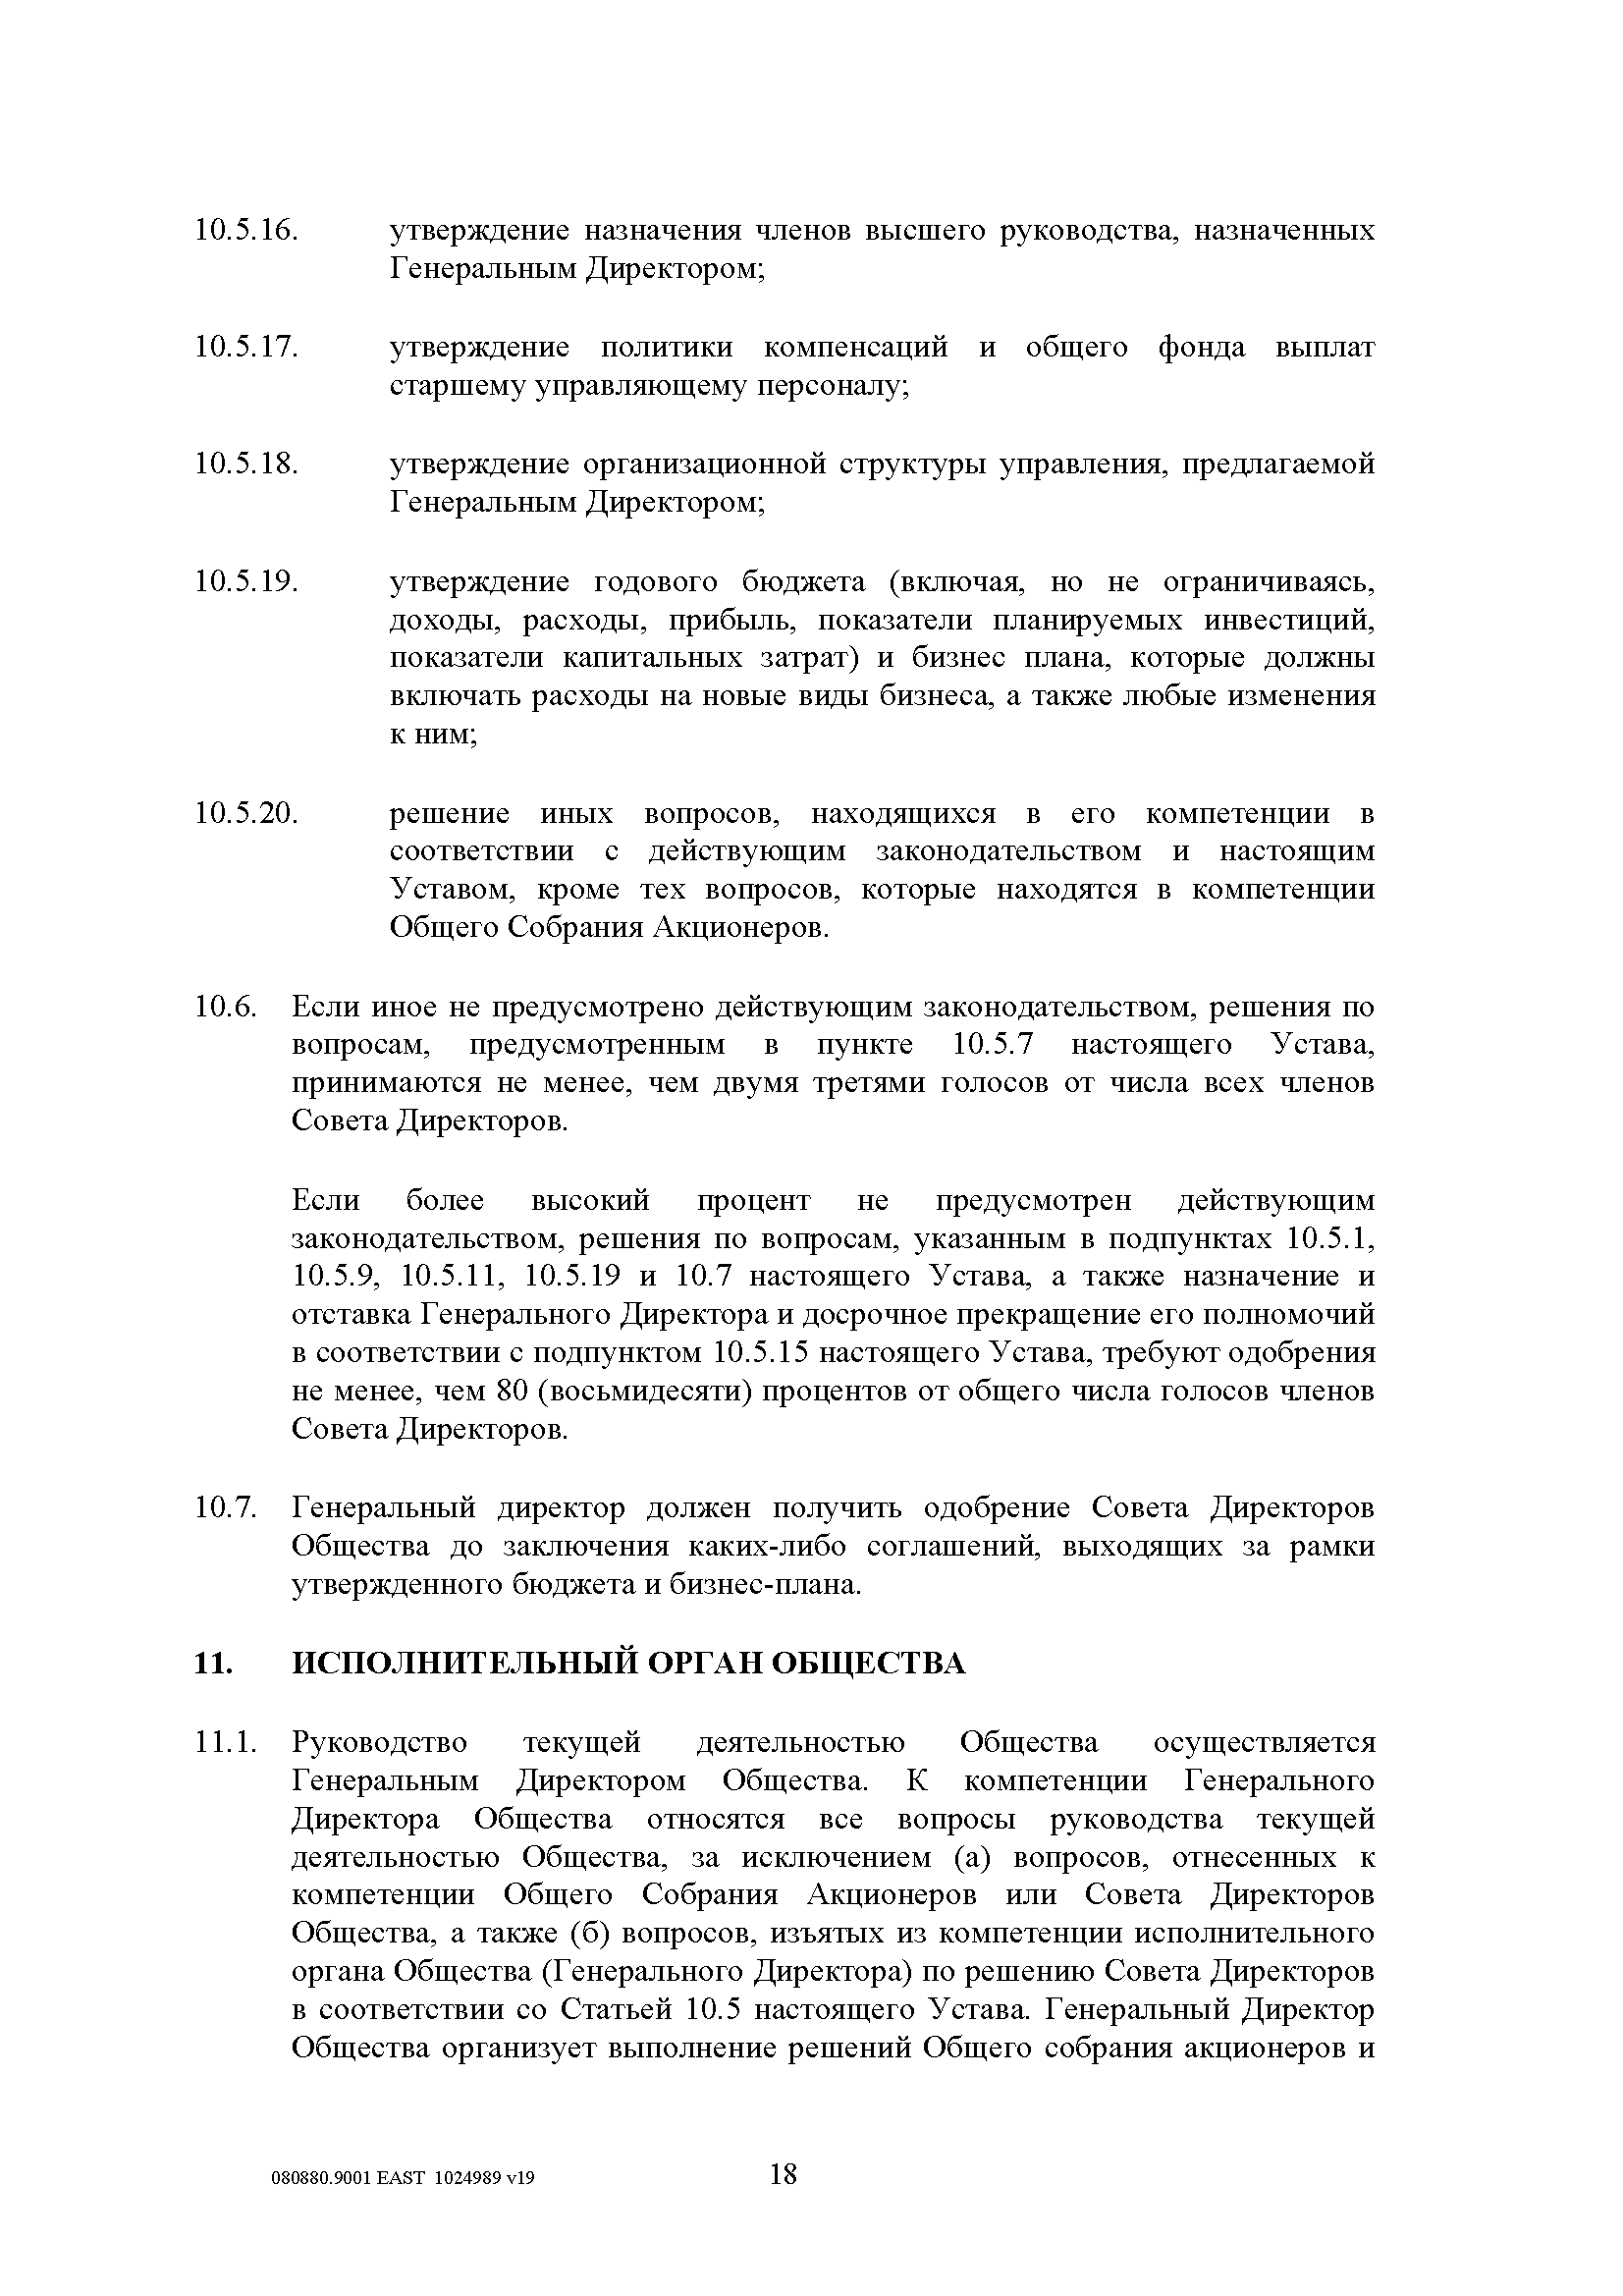 10.5.16. утверждение назначения членов высшего руководства, назначенных
Генеральным Директором;
10.5.17. утверждение политики компенсаций и общего фонда выплат
старшему управляющему персоналу;
10.5.18. утверждение организационной структуры управления, предлагаемой
Генеральным Директором;
10.5.19. утверждение годового бюджета (включая, но не ограничиваясь,
доходы, расходы, прибыль, показатели планируемых инвестиций,
показатели капитальных затрат) и бизнес плана, которые должны
включать расходы на новые виды бизнеса, а также любые изменения
к ним;
10.5.20. решение иных вопросов, находящихся в его компетенции в
соответствии с действующим законодательством и настоящим
Уставом, кроме тех вопросов, которые находятся в компетенции
Общего Собрания Акционеров.
10.6. Если иное не предусмотрено действующим законодательством, решения по
вопросам, предусмотренным в пункте 10.5.7 настоящего Устава,
принимаются не менее, чем двумя третями голосов от числа всех членов
Совета Директоров.
Если более высокий процент не предусмотрен действующим
законодательством, решения по вопросам, указанным в подпунктах 10.5.1,
10.5.9, 10.5.11, 10.5.19 и 10.7 настоящего Устава, а также назначение и
отставка Генерального Директора и досрочное прекращение его полномочий
в соответствии с подпунктом 10.5.15 настоящего Устава, требуют одобрения
не менее, чем 80 (восьмидесяти) процентов от общего числа голосов членов
Совета Директоров.
10.7. Генеральный директор должен получить одобрение Совета Директоров
Общества до заключения каких-либо соглашений, выходящих за рамки
утвержденного бюджета и бизнес-плана.
11. ИСПОЛНИТЕЛЬНЫЙ ОРГАН ОБЩЕСТВА
11.1. Руководство текущей деятельностью Общества осуществляется
Генеральным Директором Общества. К компетенции Генерального
Директора Общества относятся все вопросы руководства текущей
деятельностью Общества, за исключением (а) вопросов, отнесенных к
компетенции Общего Собрания Акционеров или Совета Директоров
Общества, а также (б) вопросов, изъятых из компетенции исполнительного
органа Общества (Генерального Директора) по решению Совета Директоров
в соответствии со Статьей 10.5 настоящего Устава. Генеральный Директор
Общества организует выполнение решений Общего собрания акционеров и
080880.9001 EAST 1024989 v19 18